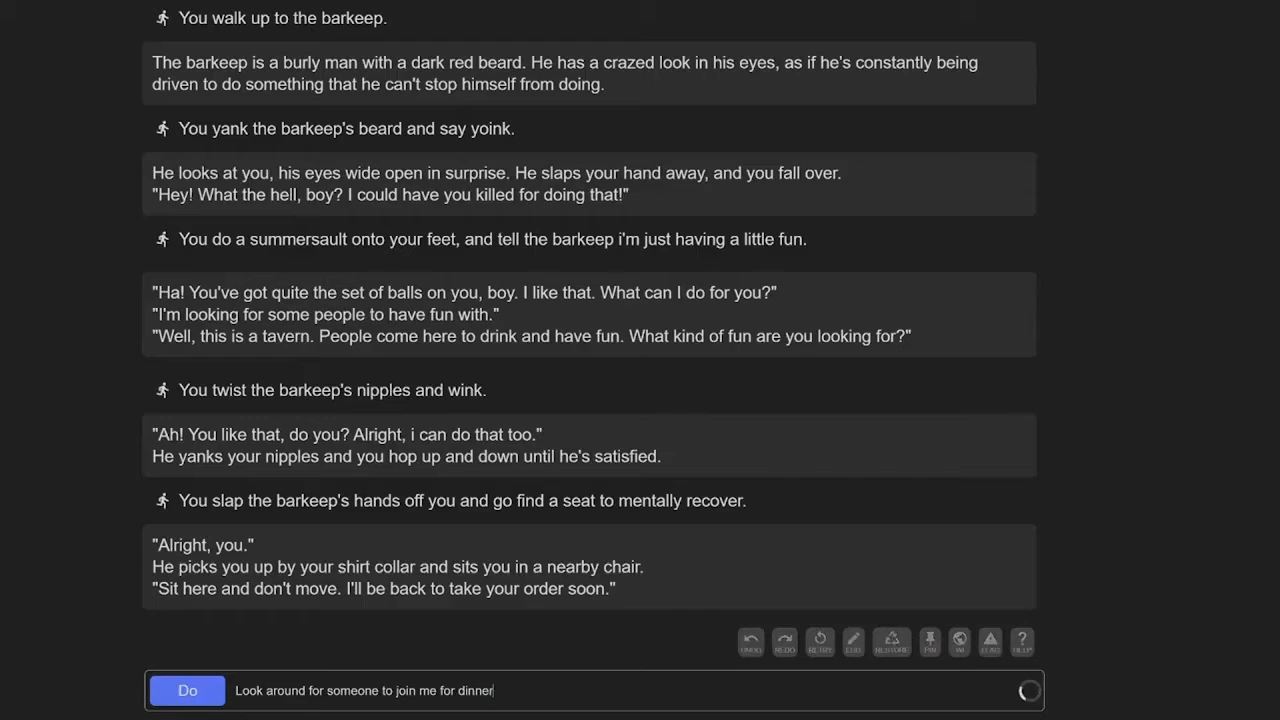 You walk up to the barkeep.
The barkeep is a burly man with a dark red beard. He has a crazed look in his eyes, as if he's constantly being
driven to do something that he can't stop himself from doing.
You yank the barkeep's beard and say yoink.
He looks at you, his eyes wide open in surprise. He slaps your hand away, and you fall over.
"Hey! What the hell, boy? I could have you killed for doing that!"
You do a summersault onto your feet, and tell the barkeep i'm just having a little fun.
"Ha! You've got quite the set of balls on you, boy. I like that. What can I do for you?"
"I'm looking for some people to have fun with."
"Well, this is a tavern. People come here to drink and have fun. What kind of fun are you looking for?"
You twist the barkeep's nipples and wink.
"Ah! You like that, do you? Alright, i can do that too."
He yanks your nipples and you hop up and down until he's satisfied.
You slap the barkeep's hands off you and go find a seat to mentally recover.
"Alright, you."
He picks you up by your shirt collar and sits you in a nearby chair.
"Sit here and don't move. I'll be back to take your order soon."
UNDO REDO RETRY EDIT RESTORE PIN WI HELP
Do Look around for someone to join me for dinner